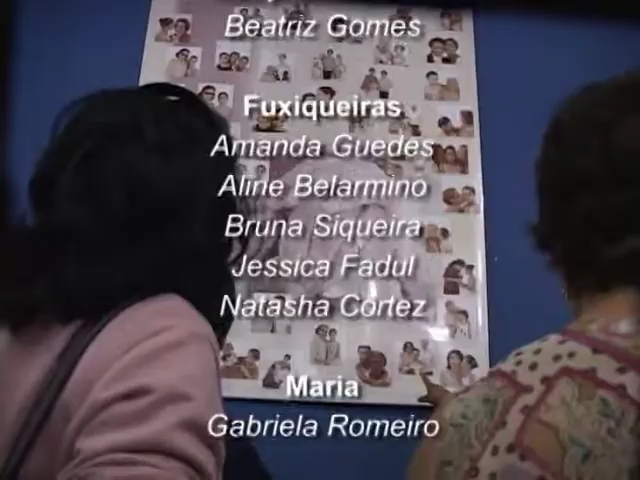 Beatriz Gomes
Fuxiqueiras
Amanda Guedes
Aline Belarmino
Bruna Siqueira
Jessica Fadul
Natasha Cortez
Maria
Gabriela Romeiro